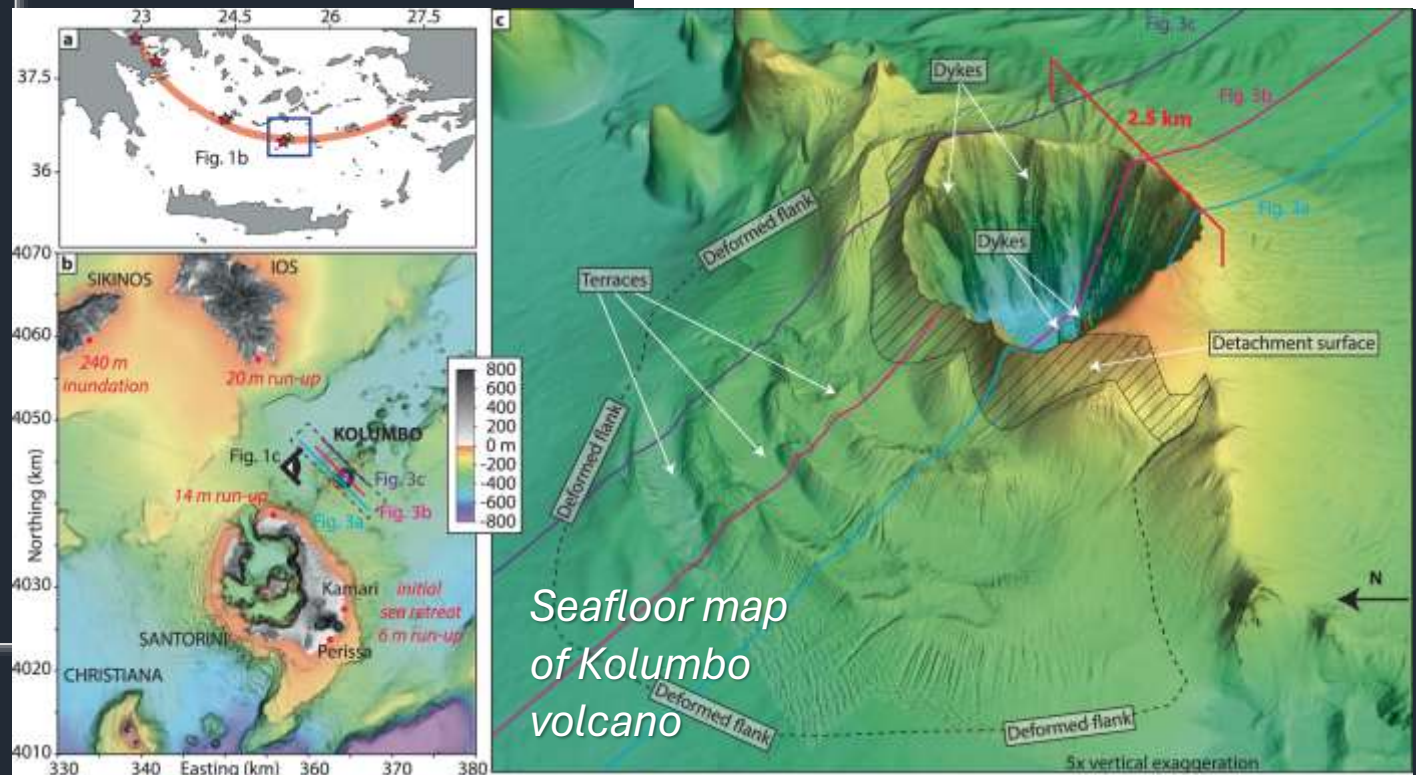 23 24.5 26 27.5
a
37.5
36
Fig. 1b
b
4070
4060
4050
4040
4030
4020
4010
Northing (km)
330 340 Easting (km) 360 370 380
SIKINOS
IOS
240 m
inundation
20 m run-up
KOLUMBO
Fig. 1c
Fig. 3c
14 m run-up
Fig. 3a
Fig. 3b
Kamari
initial
sea retreat
6 m run-up
SANTORINI
Perissa
CHRISTIANA
800
600
400
200
0 m
-200
-400
-600
-800
c
Fig. 3c
Dykes
Fig. 3b
2.5 km
Fig. 3a
Deformed flank
Dykes
Terraces
Detachment surface
Deformed flank
N
Seafloor map
of Kolumbo
volcano
Deformed flank
Deformed flank
5x vertical exaggeration